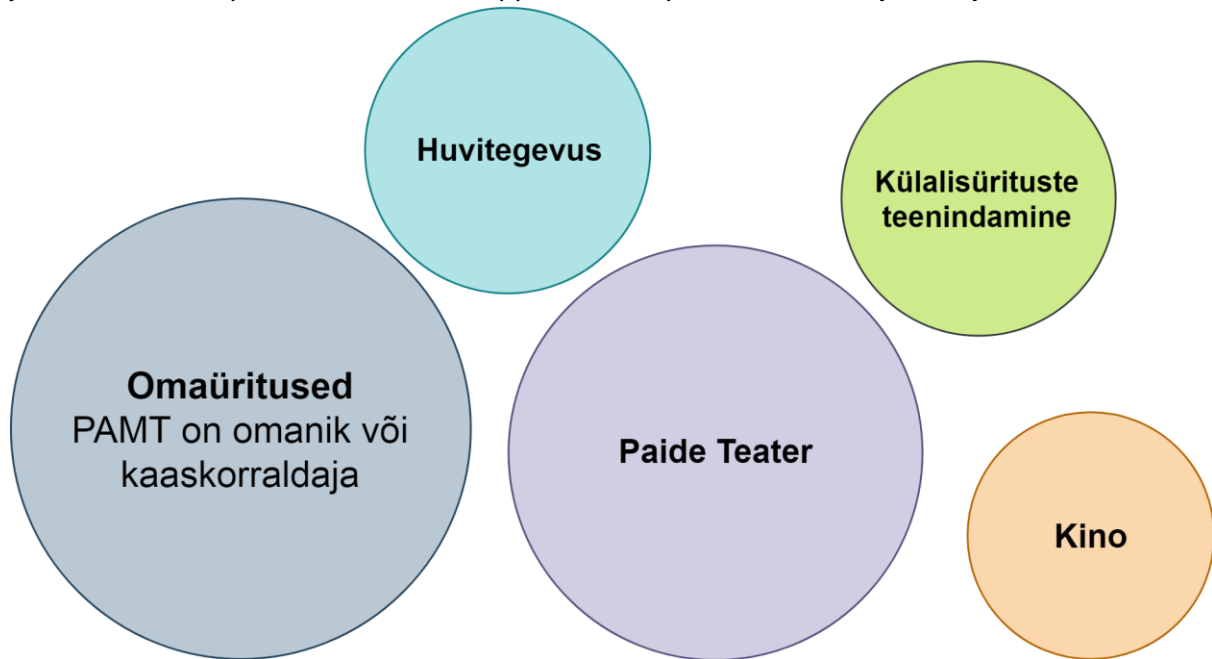 Huvitegevus
Külalisürituste
teenindamine
Omaüritused
PAMT on omanik või
kaaskorraldaja
Paide Teater
Kino